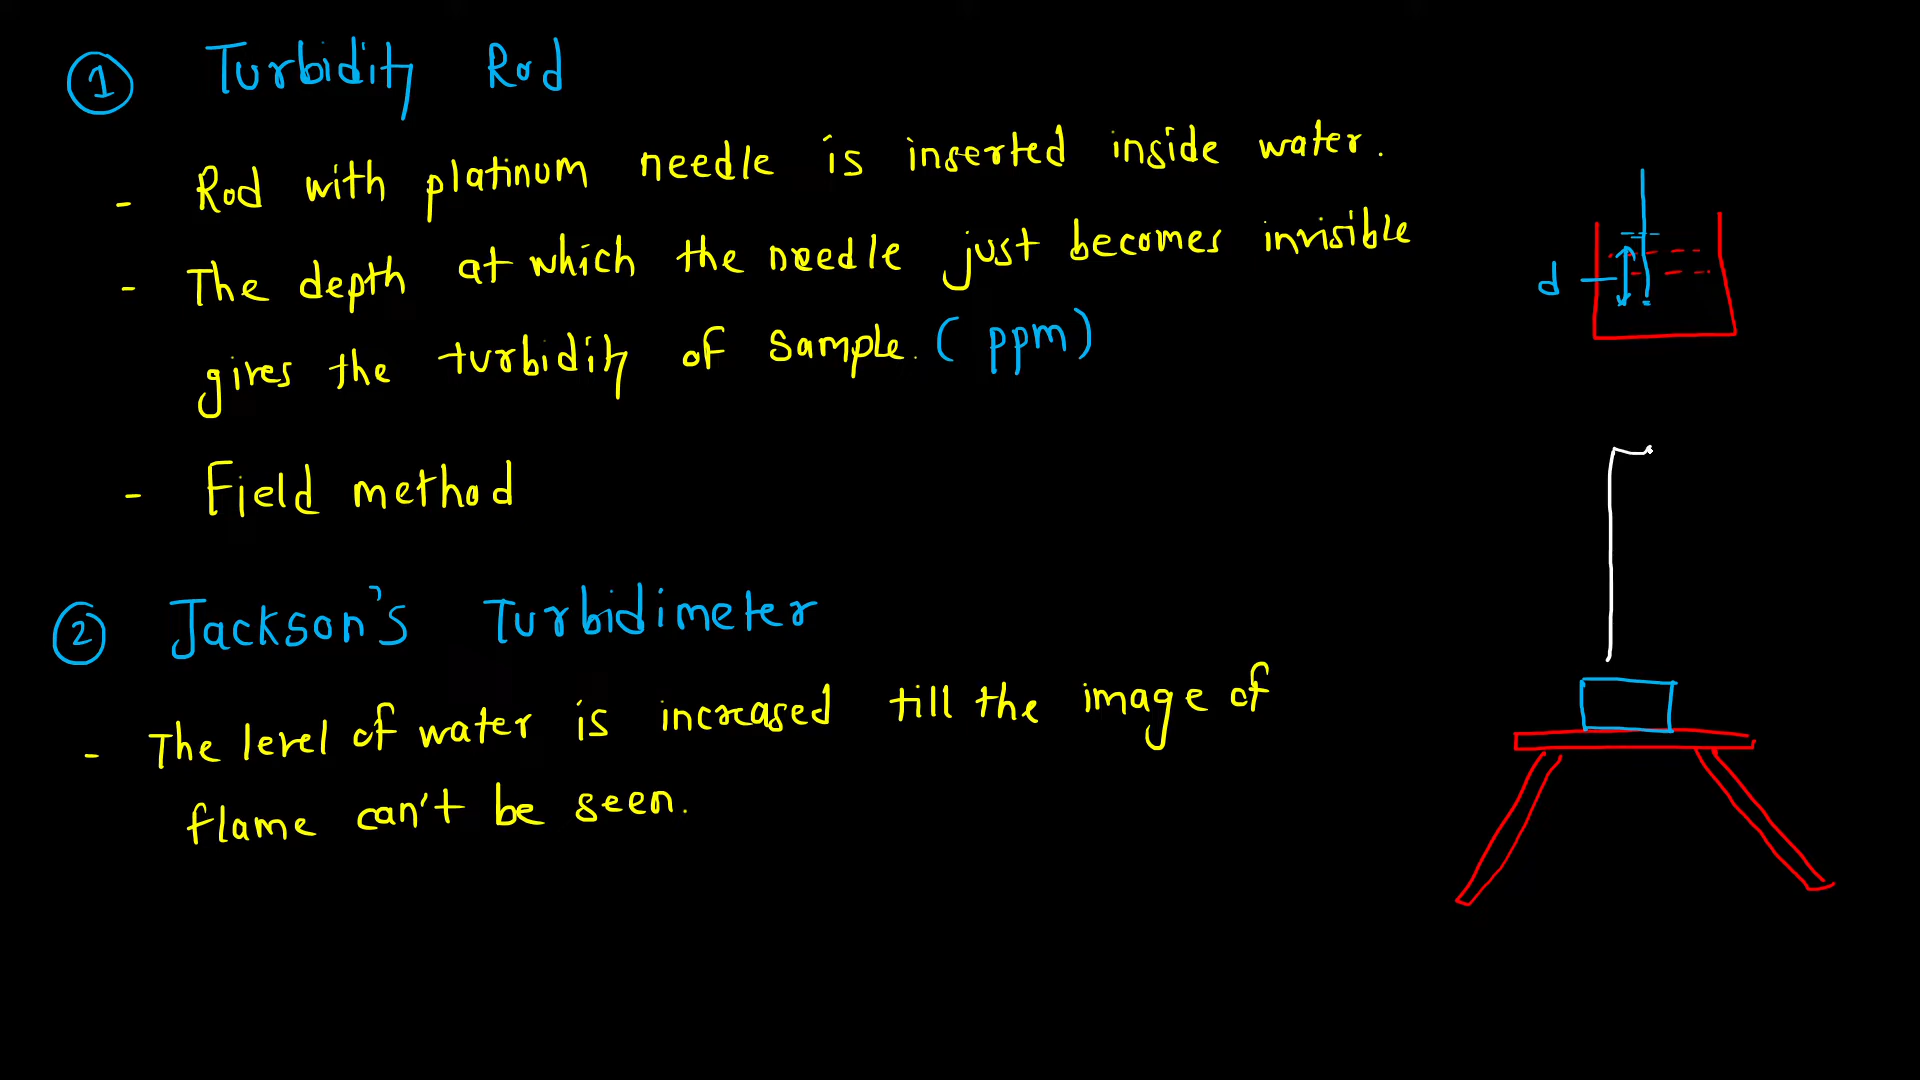 1 Turbidity Rod
- Rod with platinum needle is inserted inside water.
- The depth at which the needle just becomes invisible
gives the turbidity of sample. (ppm)
d
- Field method
2 Jackson's Turbidimeter
- The level of water is increased till the image of
flame can't be seen.